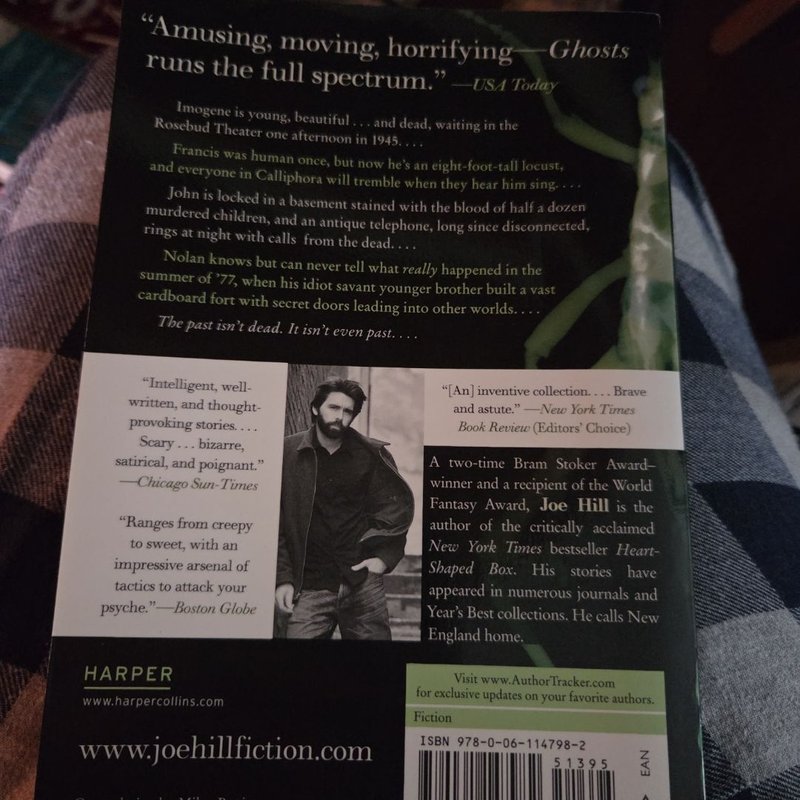 “Amusing, moving, horrifying—Ghosts
runs the full spectrum.” —USA Today
Imogene is young, beautiful . . . and dead, waiting in the
Rosebud Theater one afternoon in 1945. . . .
Francis was human once, but now he’s an eight-foot-tall locust,
and everyone in Calliphora will tremble when they hear him sing. . . .
John is locked in a basement stained with the blood of half a dozen
murdered children, and an antique telephone, long since disconnected,
rings at night with calls from the dead. . . .
Nolan knows but can never tell what really happened in the
summer of ’77, when his idiot savant younger brother built a vast
cardboard fort with secret doors leading into other worlds. . . .
The past isn’t dead. It isn’t even past. . . .
“Intelligent, well-
written, and thought-
provoking stories. . . .
Scary . . . bizarre,
satirical, and poignant.”
—Chicago Sun-Times
“Ranges from creepy
to sweet, with an
impressive arsenal of
tactics to attack your
psyche.”—Boston Globe
“[An] inventive collection. . . . Brave
and astute.” —New York Times
Book Review (Editors’ Choice)
A two-time Bram Stoker Award–
winner and a recipient of the World
Fantasy Award, Joe Hill is the
author of the critically acclaimed
New York Times bestseller Heart-
Shaped Box. His stories have
appeared in numerous journals and
Year’s Best collections. He calls New
England home.
HARPER
www.harpercollins.com
www.joehillfiction.com
Visit www.AuthorTracker.com
for exclusive updates on your favorite authors.
Fiction
ISBN 978-0-06-114798-2
51395
EAN